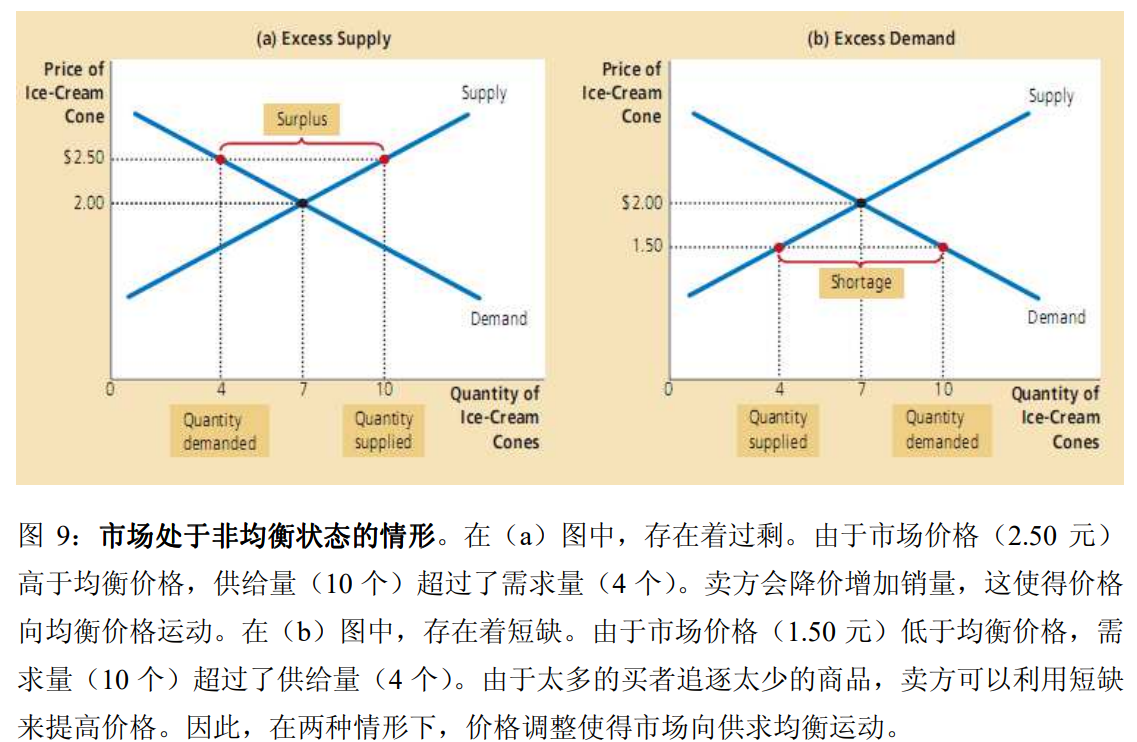 (a) Excess Supply
Price of
Ice-Cream
Cone
Supply
Surplus
$2.50
2.00
Demand
0
4
7
10
Quantity of
Ice-Cream
Cones
Quantity
demanded
Quantity
supplied
(b) Excess Demand
Price of
Ice-Cream
Cone
Supply
$2.00
1.50
Shortage
Demand
0
4
7
10
Quantity of
Ice-Cream
Cones
Quantity
supplied
Quantity
demanded
图 9：市场处于非均衡状态的情形。在（a）图中，存在着过剩。由于市场价格（2.50 元）
高于均衡价格，供给量（10 个）超过了需求量（4 个）。卖方会降价增加销量，这使得价格
向均衡价格运动。在（b）图中，存在着短缺。由于市场价格（1.50 元）低于均衡价格，需
求量（10 个）超过了供给量（4 个）。由于太多的买者追逐太少的商品，卖方可以利用短缺
来提高价格。因此，在两种情形下，价格调整使得市场向供求均衡运动。